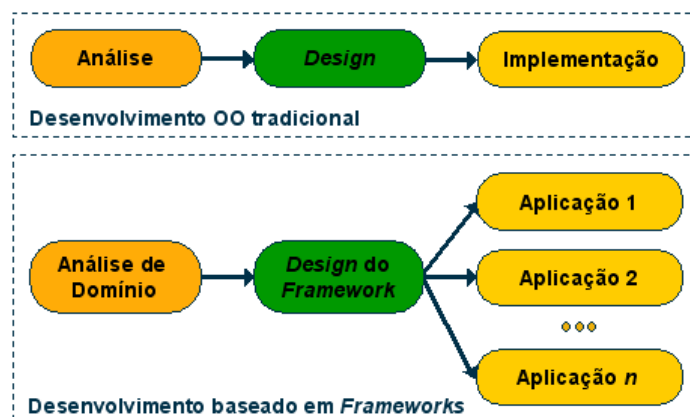 Análise
Design
Implementação
Desenvolvimento OO tradicional
Análise de
Domínio
Design do
Framework
Aplicação 1
Aplicação 2
Aplicação n
Desenvolvimento baseado em Frameworks